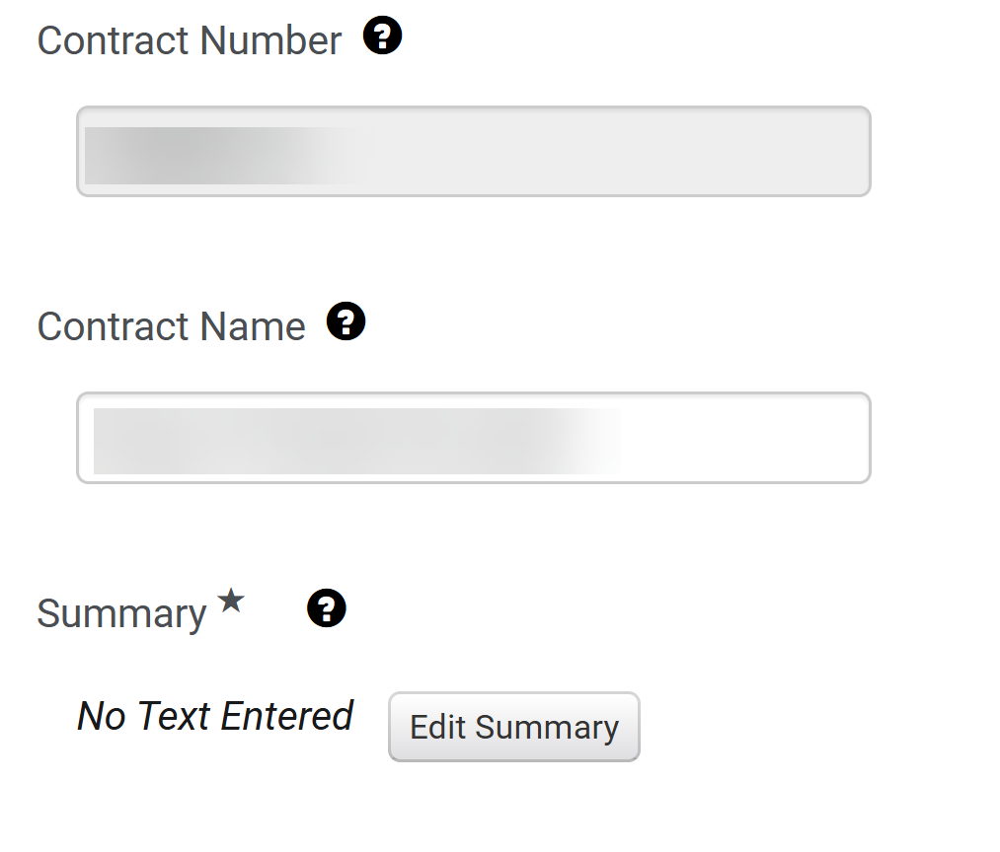 Contract Number ?
Contract Name ?
Summary ★ ?
No Text Entered Edit Summary